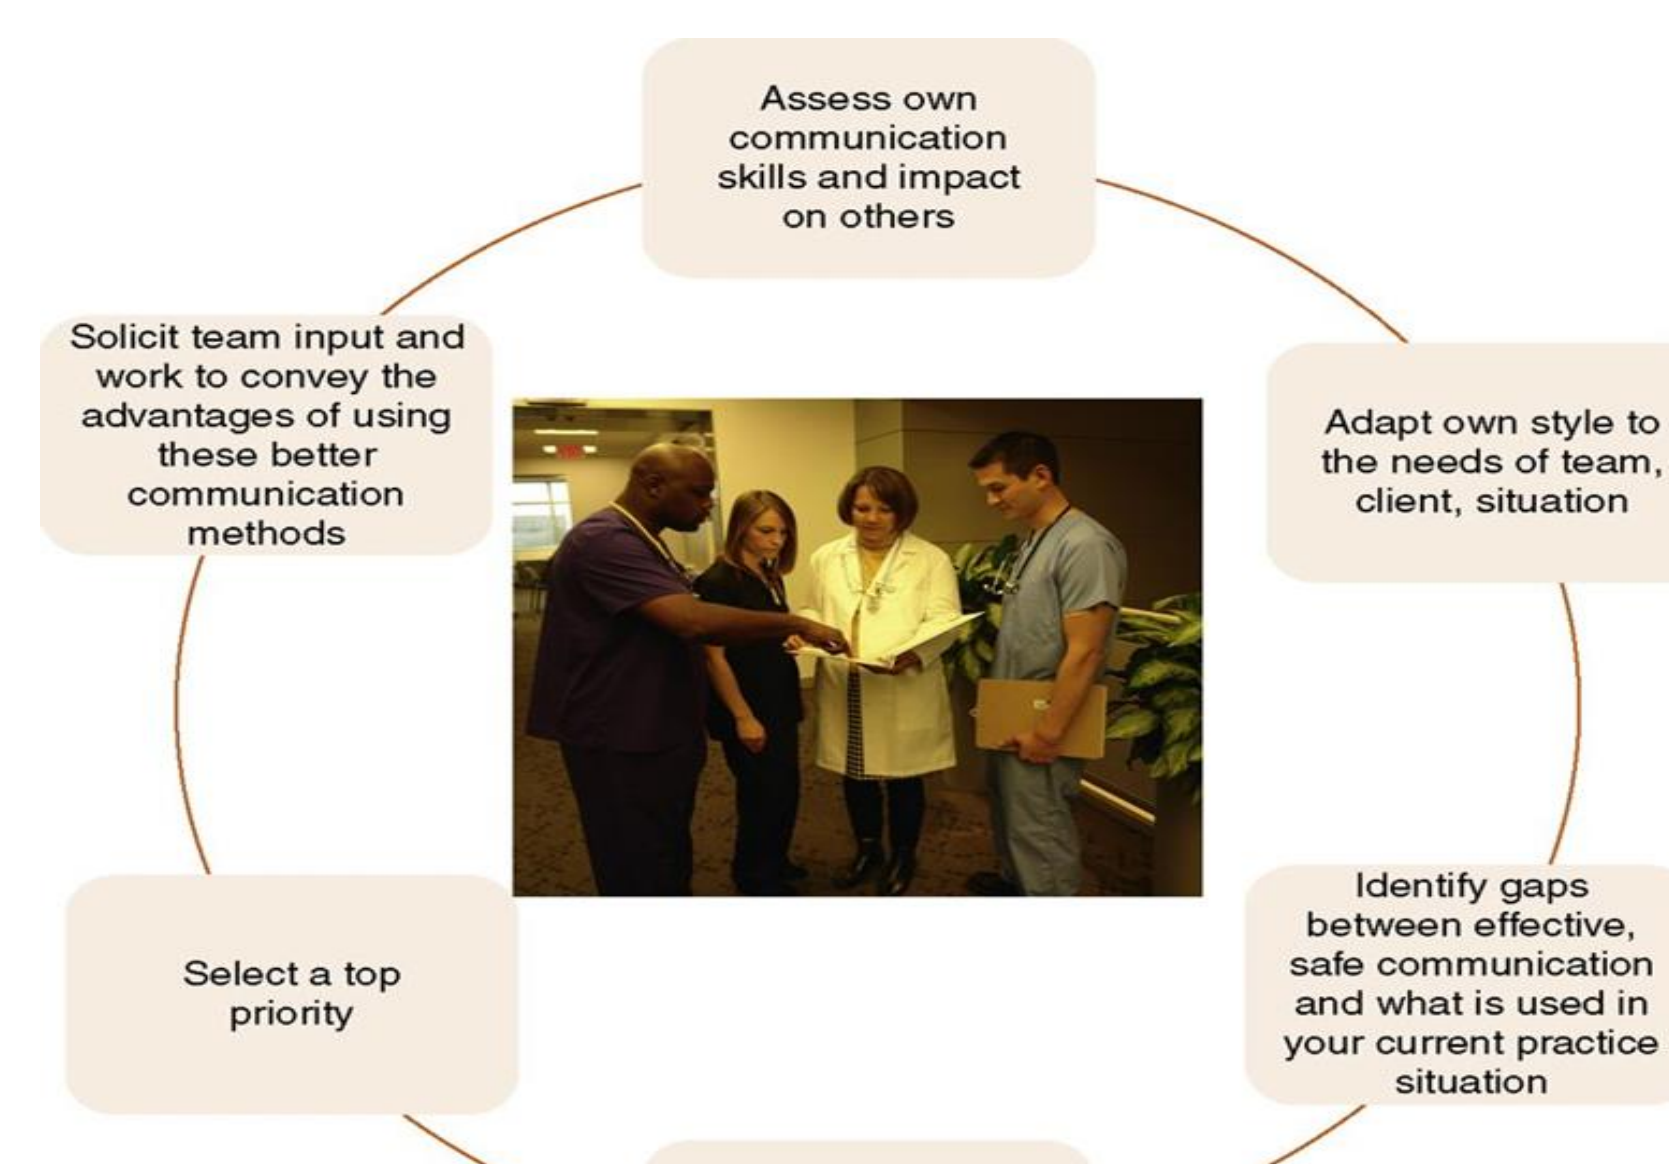 Assess own
communication
skills and impact
on others
Adapt own style to
the needs of team,
client, situation
Identify gaps
between effective,
safe communication
and what is used in
your current practice
situation
Select a top
priority
Solicit team input and
work to convey the
advantages of using
these better
communication
methods